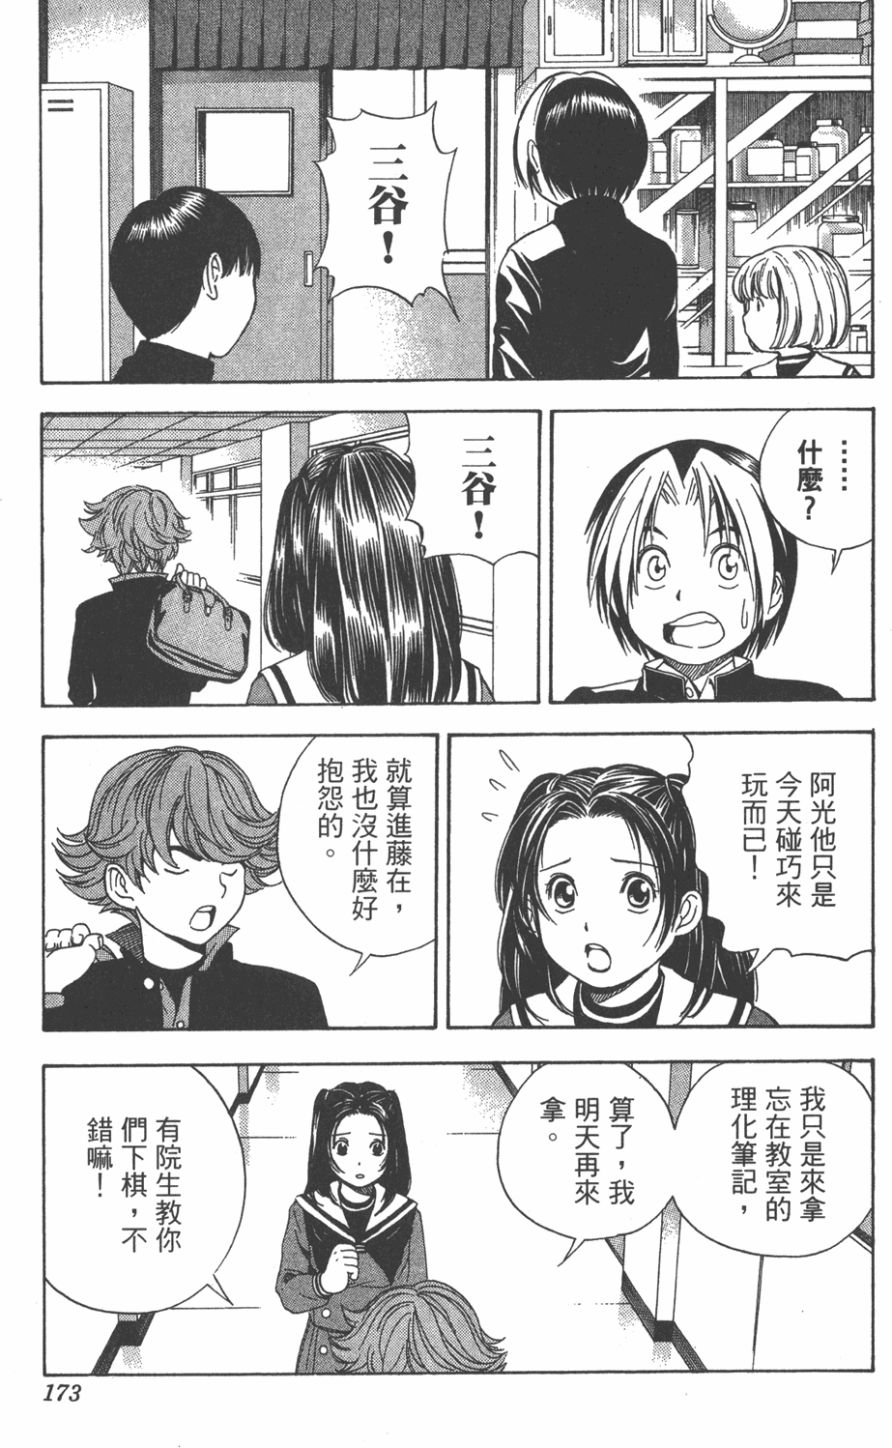 三谷！
……
什麼？
三谷！
阿光他只是
今天碰巧來
玩而已！
就算進藤在，
我也沒什麼好
抱怨的。
我只是來拿
忘在教室的
理化筆記，
算了，我
明天再來
拿。
有院生教你
們下棋，不
錯嘛！
173